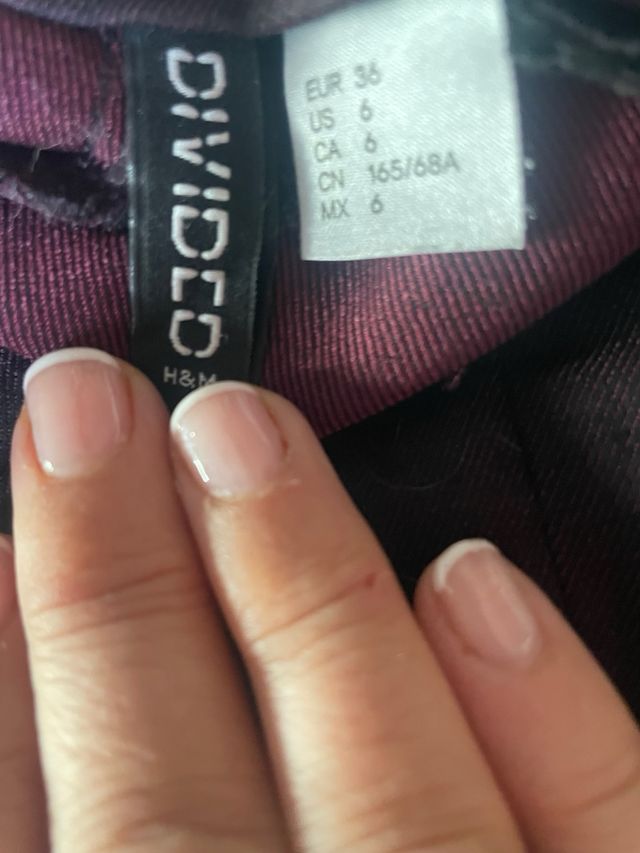 DIVIDED
H&M
EUR 36
US 6
CA 6
CN 165/68A
MX 6